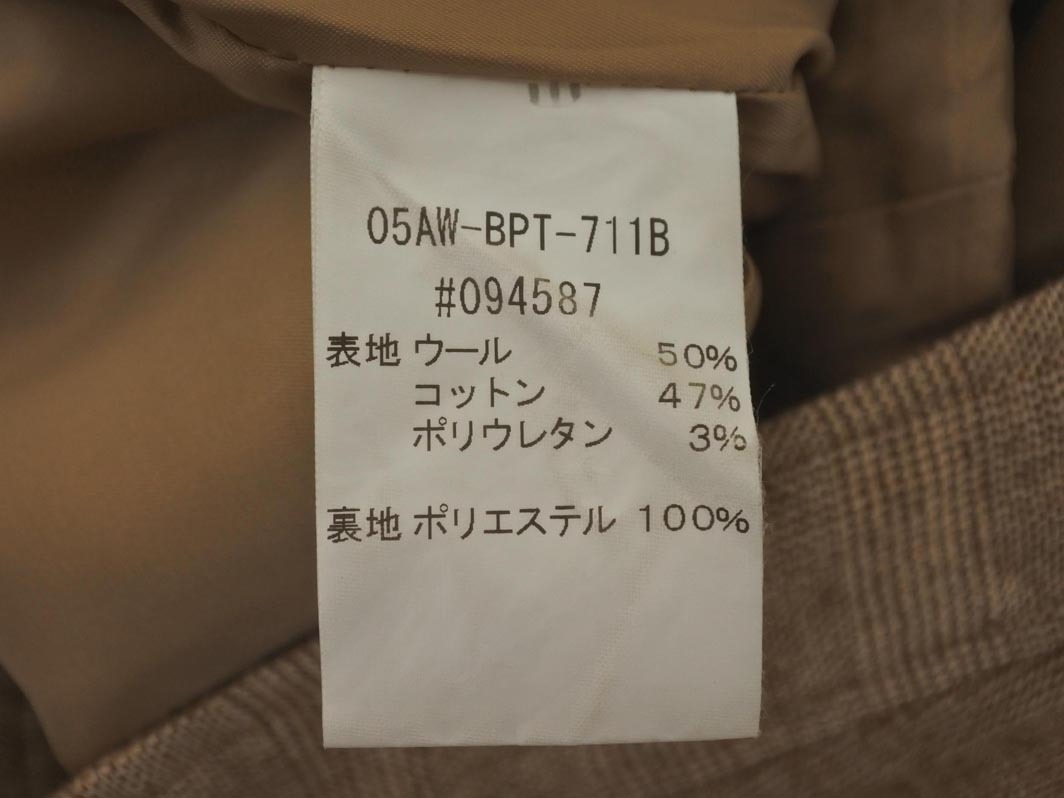 05AW-BPT-711B
#094587
表地 ウール 50%
コットン 47%
ポリウレタン 3%
裏地 ポリエステル 100%